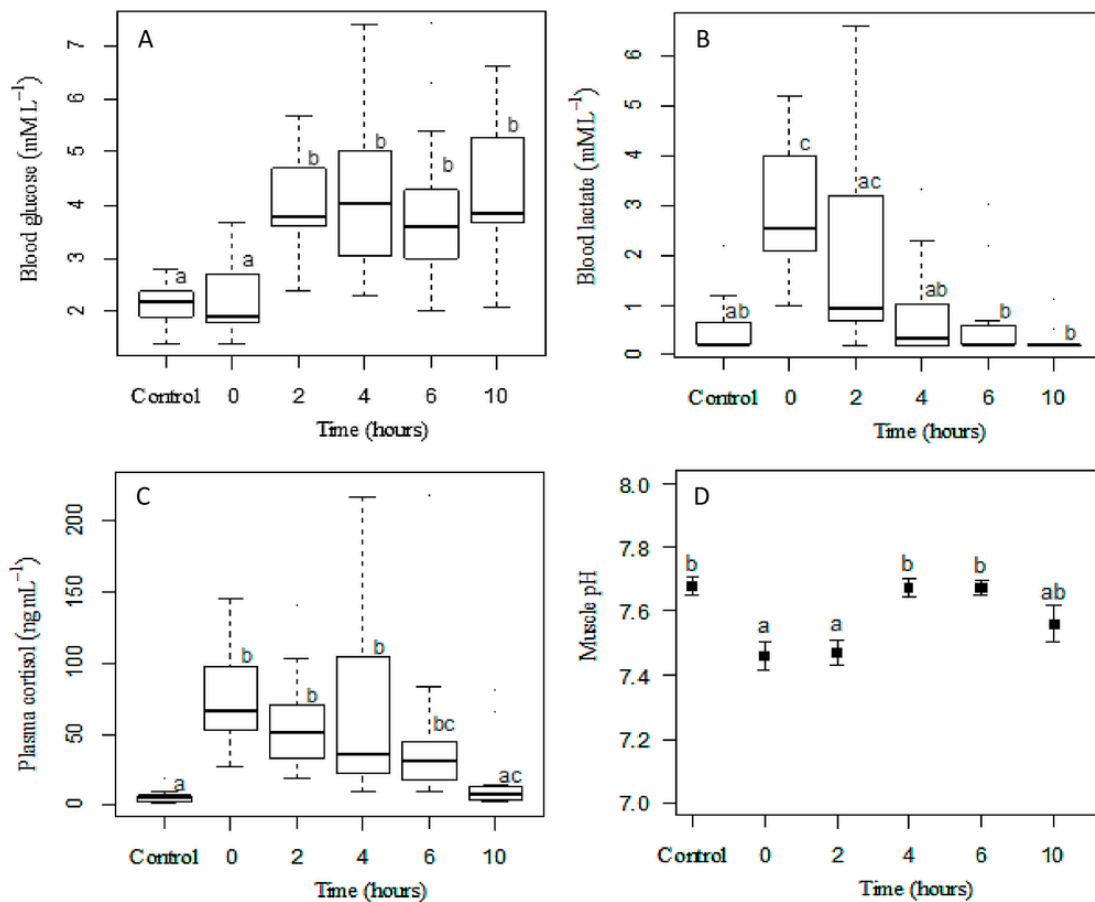 A
Blood glucose (mM L⁻¹)
7
6
5
4
3
2
a
a
b
b
b
b
Control 0 2 4 6 10
Time (hours)
B
Blood lactate (mM L⁻¹)
6
5
4
3
2
1
0
ab
c
ac
ab
b
b
Control 0 2 4 6 10
Time (hours)
C
Plasma cortisol (ng mL⁻¹)
200
150
100
50
0
a
b
b
b
bc
ac
Control 0 2 4 6 10
Time (hours)
D
Muscle pH
8.0
7.8
7.6
7.4
7.2
7.0
b
a
a
b
b
ab
Control 0 2 4 6 10
Time (hours)